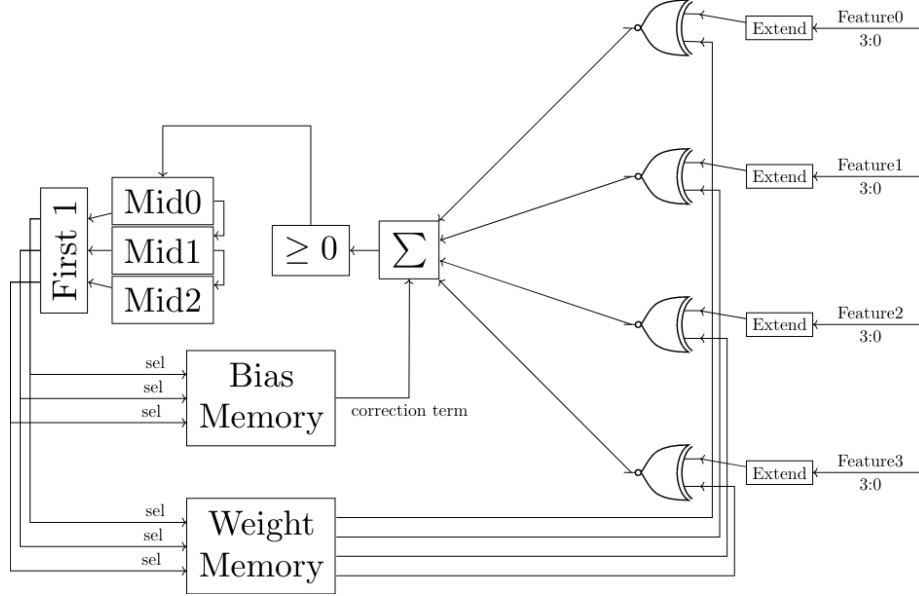 Feature0
Extend
3:0
Feature1
Extend
3:0
Mid0
First 1
Mid1
≥ 0
∑
Mid2
Feature2
Extend
3:0
sel
sel
sel
Bias
Memory
correction term
Feature3
Extend
3:0
sel
sel
sel
Weight
Memory